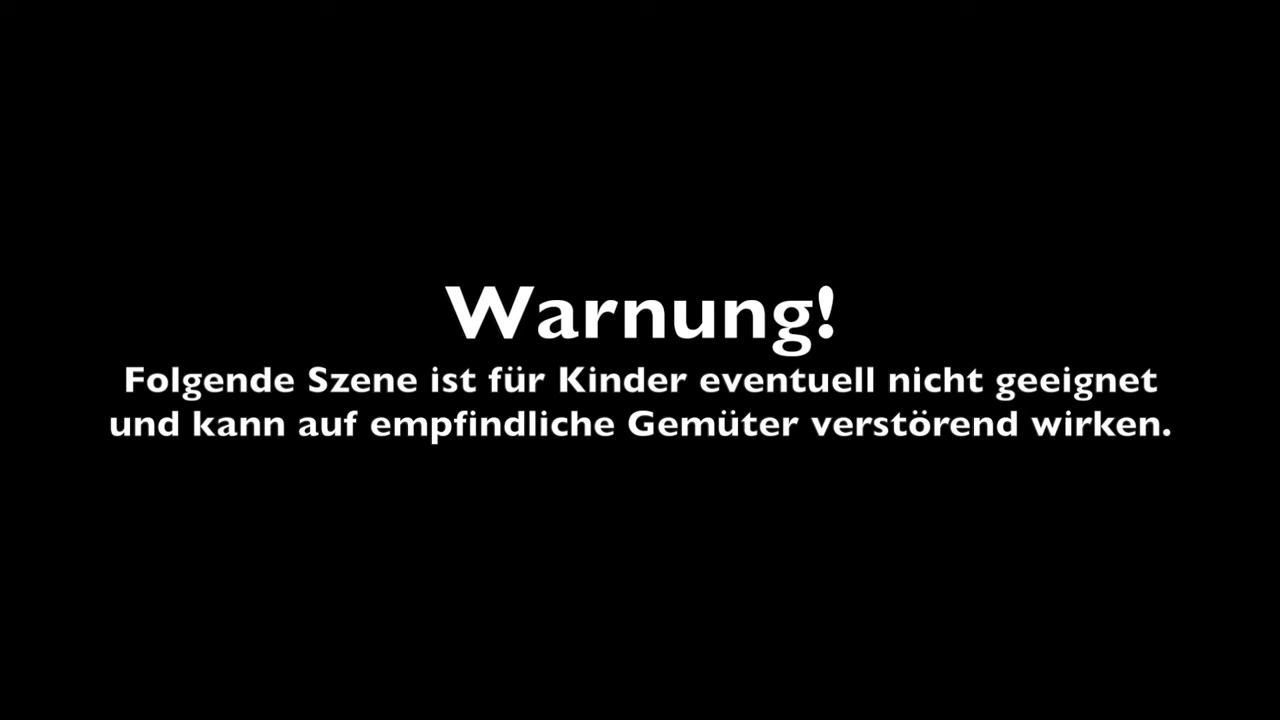 Warnung!
Folgende Szene ist für Kinder eventuell nicht geeignet
und kann auf empfindliche Gemüter verstörend wirken.